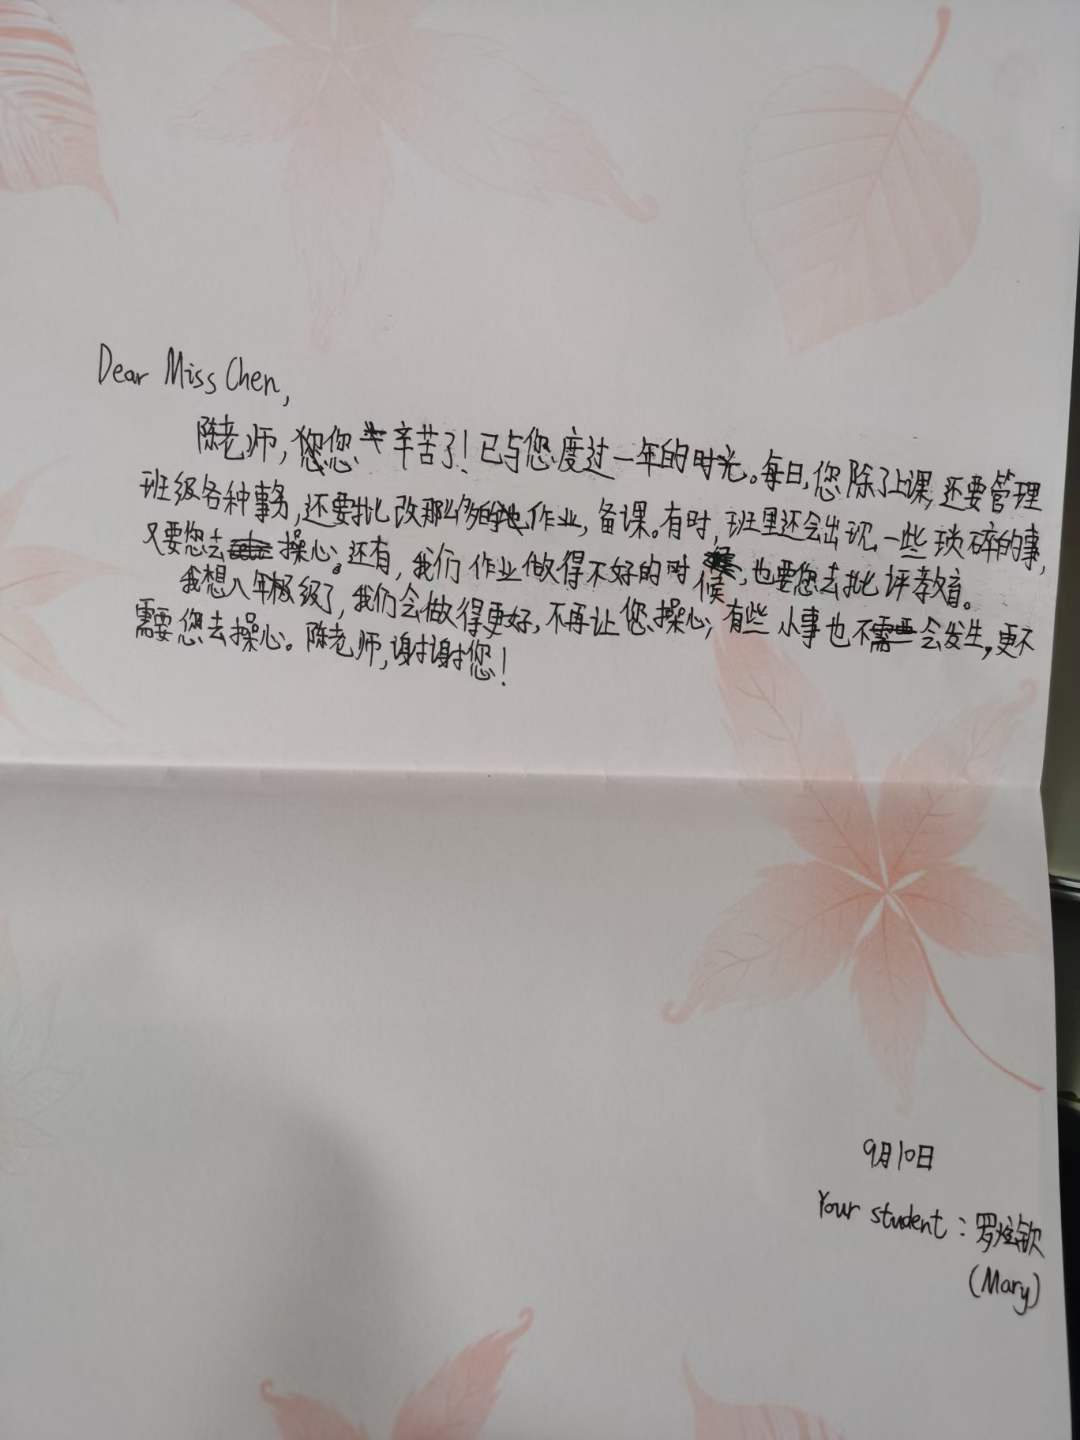 Dear Miss Chen,
陈老师，您您 辛苦了！已与您度过一年的时光。每日，您除了上课，还要管理
班级各种事务，还要批改那么多的作业，备课。有时，班里还会出现一些琐碎的事，
又要您去操心。还有，我们作业做得不好的时候，也要您去批评教育。
我想八年级了，我们会做得更好，不再让您操心，有些小事也不会发生，更不
需要您去操心。陈老师，谢谢您！
9月10日
Your student：罗钦
(Mary)